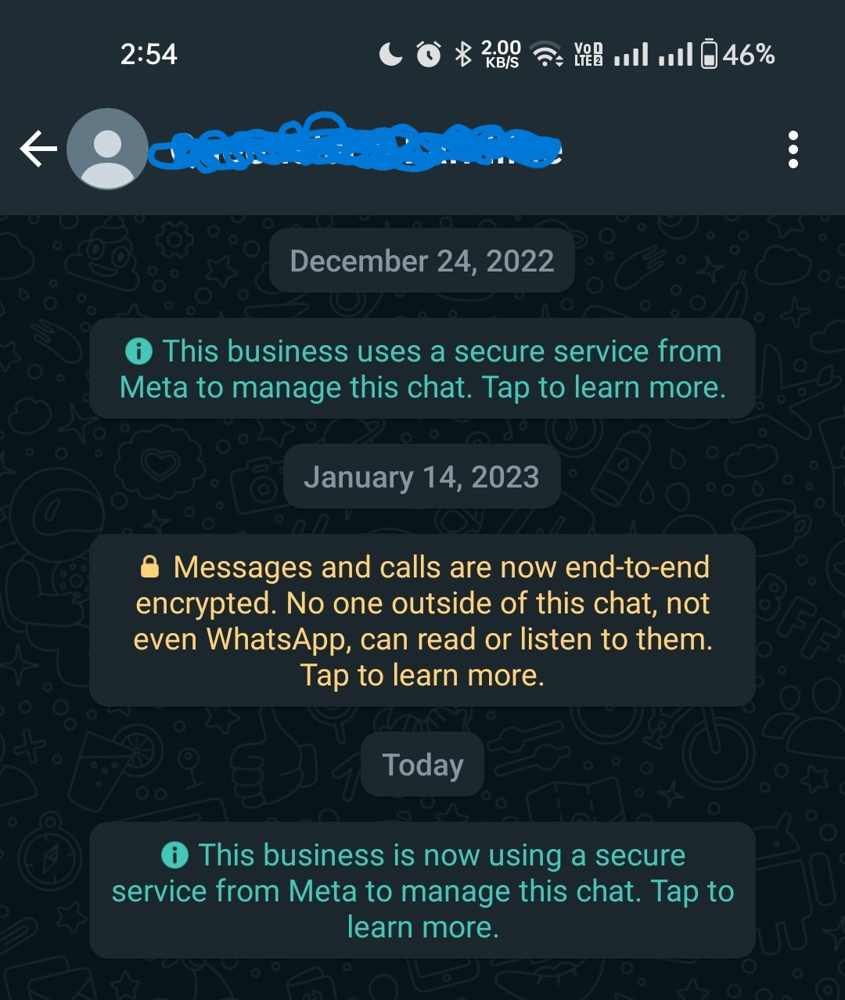 2:54 2.00 KB/S VoD LTE2 46%
December 24, 2022
This business uses a secure service from
Meta to manage this chat. Tap to learn more.
January 14, 2023
Messages and calls are now end-to-end
encrypted. No one outside of this chat, not
even WhatsApp, can read or listen to them.
Tap to learn more.
Today
This business is now using a secure
service from Meta to manage this chat. Tap to
learn more.